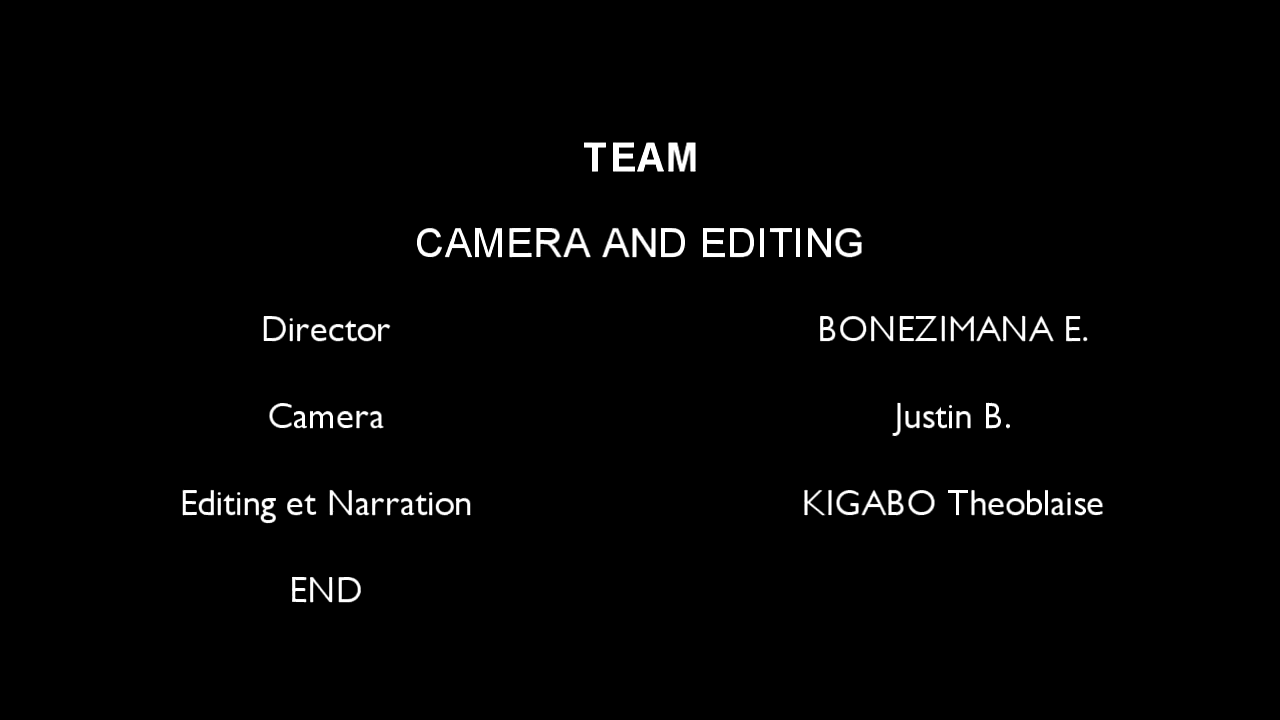 TEAM
CAMERA AND EDITING
Director BONEZIMANA E.
Camera Justin B.
Editing et Narration KIGABO Theoblaise
END